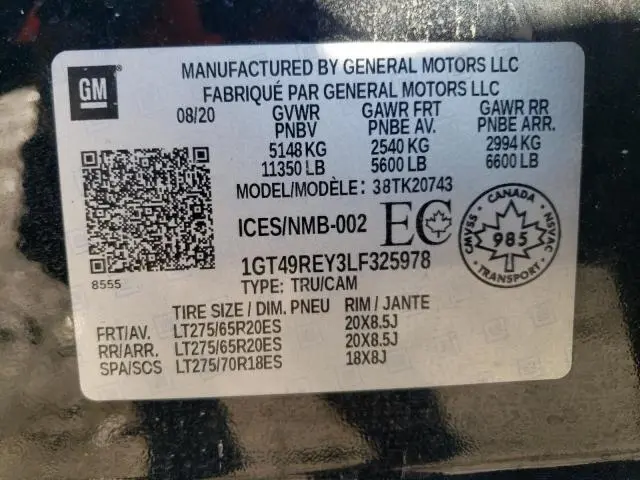 GM
MANUFACTURED BY GENERAL MOTORS LLC
FABRIQUÉ PAR GENERAL MOTORS LLC
08/20 GVWR GAWR FRT GAWR RR
PNBV PNBE AV. PNBE ARR.
5148 KG 2540 KG 2994 KG
11350 LB 5600 LB 6600 LB
MODEL/MODÈLE: 38TK20743
ICES/NMB-002 EC
CANADA
CMVSS 985 NSVAC
TRANSPORT
1GT49REY3LF325978
8555
TYPE: TRU/CAM
TIRE SIZE / DIM. PNEU RIM / JANTE
FRT/AV. LT275/65R20ES 20X8.5J
RR/ARR. LT275/65R20ES 20X8.5J
SPA/SCS LT275/70R18ES 18X8J